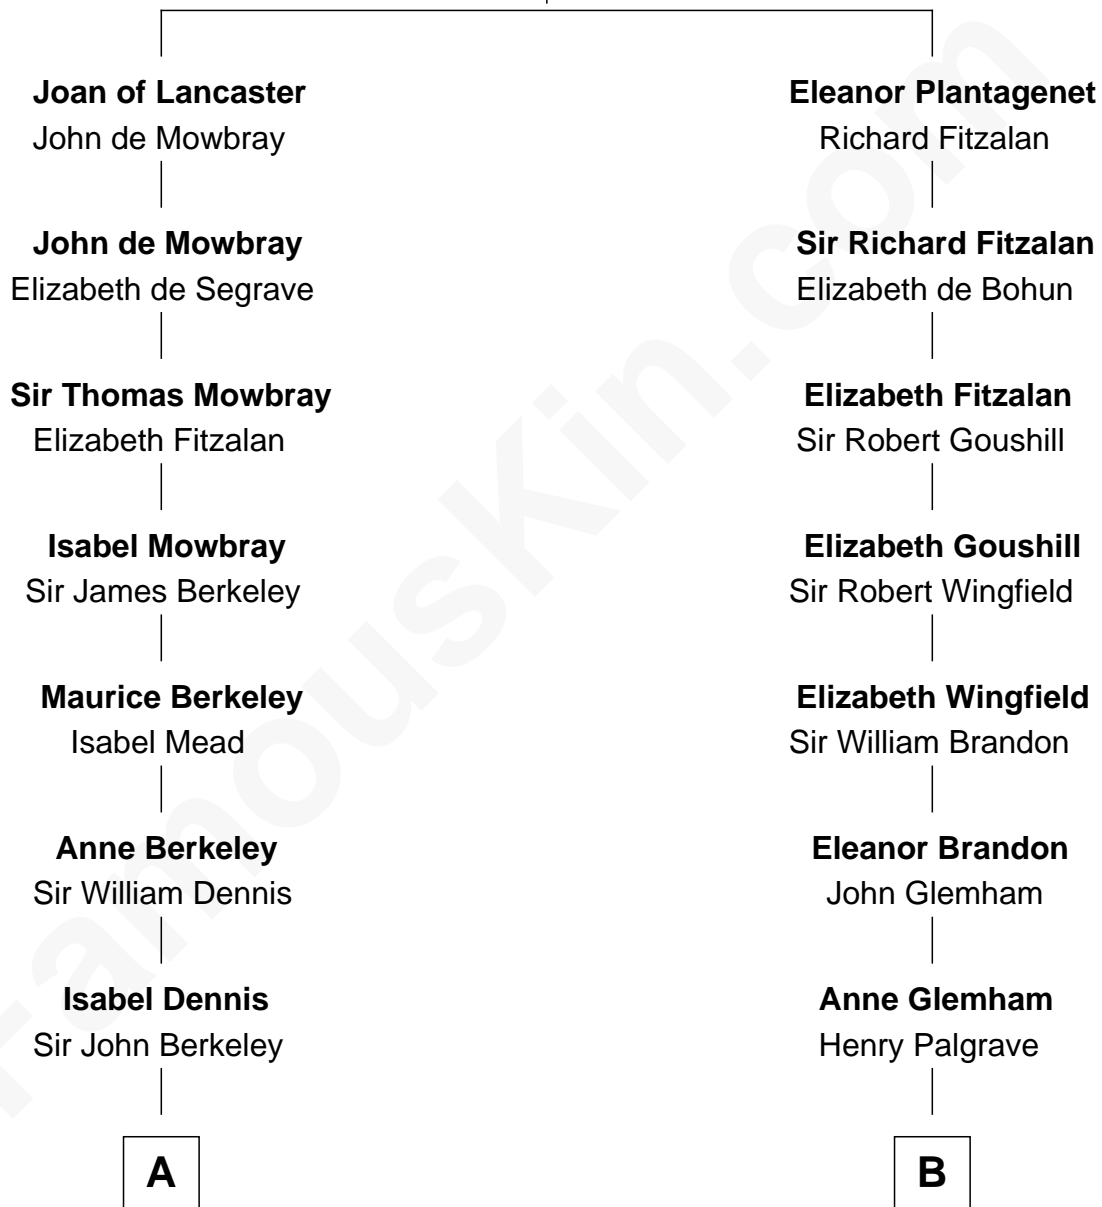 Joan of Lancaster
John de Mowbray
Eleanor Plantagenet
Richard Fitzalan
John de Mowbray
Elizabeth de Segrave
Sir Richard Fitzalan
Elizabeth de Bohun
Sir Thomas Mowbray
Elizabeth Fitzalan
Elizabeth Fitzalan
Sir Robert Goushill
Isabel Mowbray
Sir James Berkeley
Elizabeth Goushill
Sir Robert Wingfield
Maurice Berkeley
Isabel Mead
Elizabeth Wingfield
Sir William Brandon
Anne Berkeley
Sir William Dennis
Eleanor Brandon
John Glemham
Isabel Dennis
Sir John Berkeley
Anne Glemham
Henry Palgrave
A
B
FamousKin.com